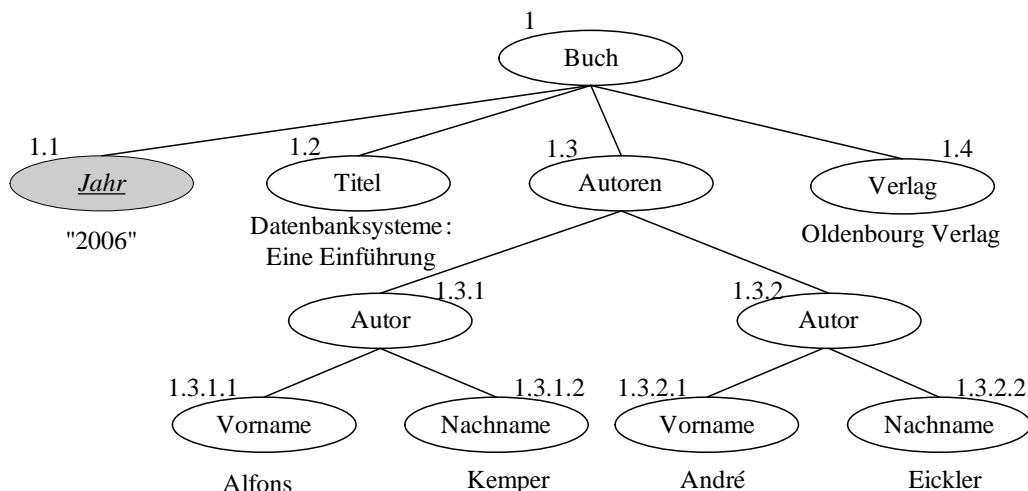 1
Buch
1.1
1.2
1.3
1.4
Jahr
Titel
Autoren
Verlag
"2006"
Datenbanksysteme:
Eine Einführung
Oldenbourg Verlag
1.3.1
1.3.2
Autor
Autor
1.3.1.1
1.3.1.2
1.3.2.1
1.3.2.2
Vorname
Nachname
Vorname
Nachname
Alfons
Kemper
André
Eickler